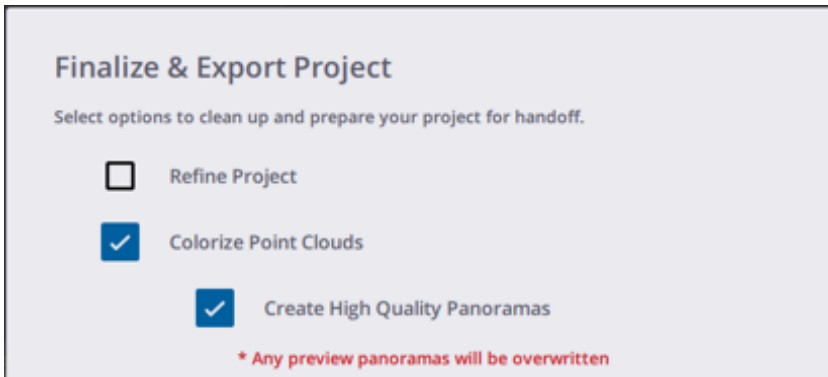 Finalize & Export Project
Select options to clean up and prepare your project for handoff.
Refine Project
Colorize Point Clouds
Create High Quality Panoramas
* Any preview panoramas will be overwritten